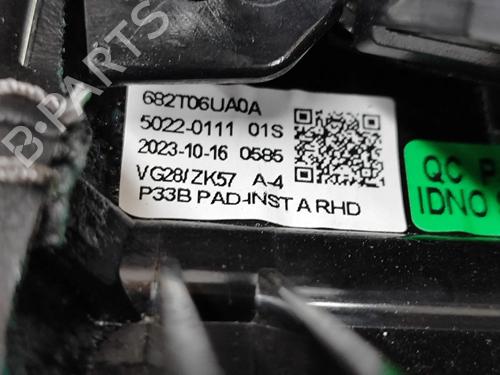 B-PARTS
682T06UA0A
5022-0111 01S
2023-10-16 0585
VG28/ZK57 A-4
P33B PAD-INST A RHD
QC P
IDNO